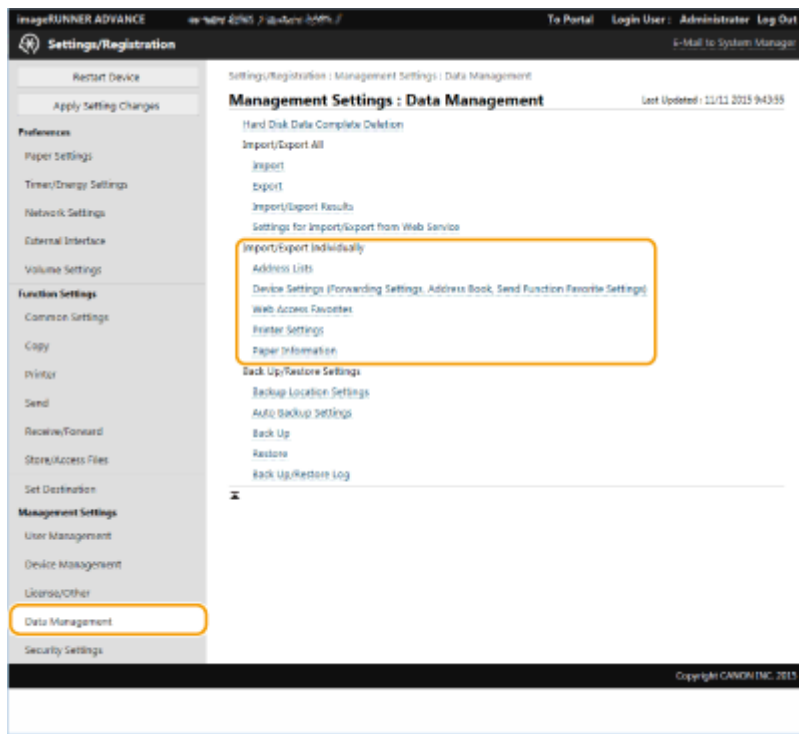 imageRUNNER ADVANCE
To Portal Login User : Administrator Log Out
Settings/Registration
E-Mail to System Manager
Restart Device
Apply Setting Changes
Preferences
Paper Settings
Timer/Energy Settings
Network Settings
External Interface
Volume Settings
Function Settings
Common Settings
Copy
Printer
Send
Receive/Forward
Store/Access Files
Set Destination
Management Settings
User Management
Device Management
License/Other
Data Management
Security Settings
Settings/Registration : Management Settings : Data Management
Management Settings : Data Management
Last Updated : 11/11 2015 9:43:55
Hard Disk Data Complete Deletion
Import/Export All
Import
Export
Import/Export Results
Settings for Import/Export from Web Service
Import/Export Individually
Address Lists
Device Settings (Forwarding Settings, Address Book, Send Function Favorite Settings)
Web Access Favorites
Printer Settings
Paper Information
Back Up/Restore Settings
Backup Location Settings
Auto Backup Settings
Back Up
Restore
Back Up/Restore Log
Copyright CANON INC. 2015